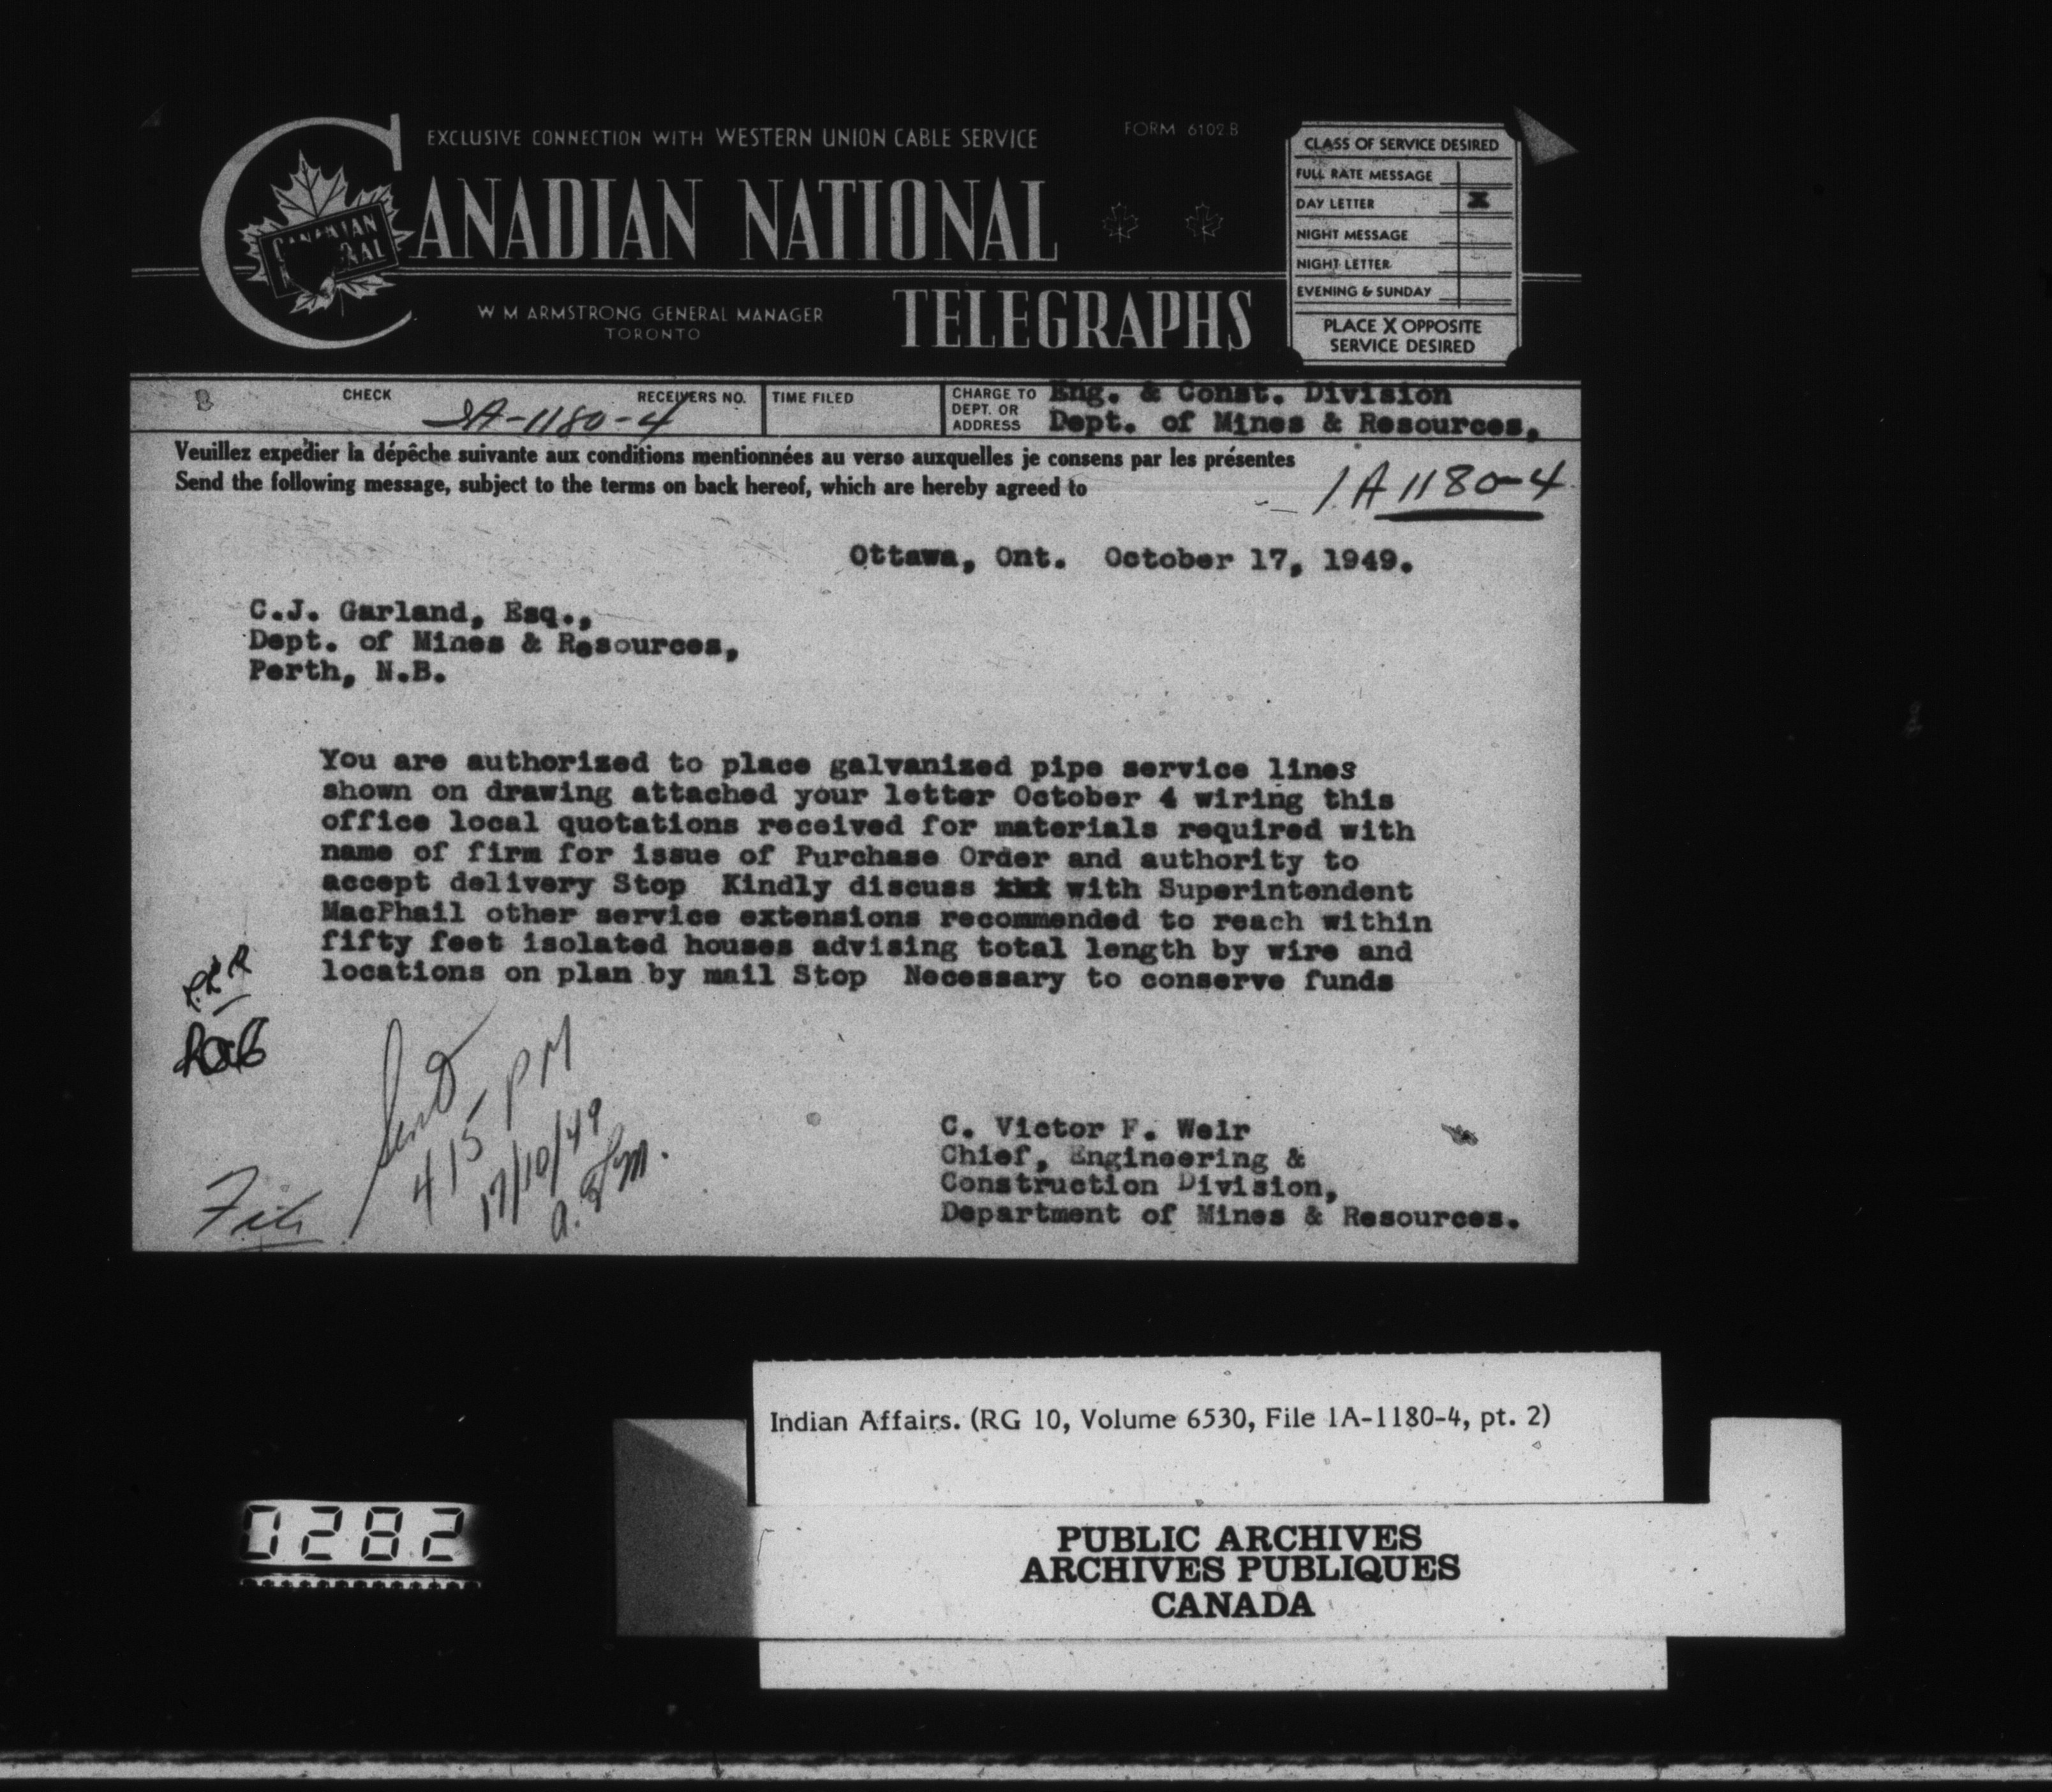 EXCLUSIVE CONNECTION WITH WESTERN UNION CABLE SERVICE
FORM 6102B
CANADIAN NATIONAL
TELEGRAPHS
CANADIAN
W M ARMSTRONG GENERAL MANAGER
TORONTO
CLASS OF SERVICE DESIRED
FULL RATE MESSAGE
DAY LETTER X
NIGHT MESSAGE
NIGHT LETTER
EVENING & SUNDAY
PLACE X OPPOSITE
SERVICE DESIRED
CHECK
RECEIVERS NO.
1A-1180-4
TIME FILED
CHARGE TO
DEPT. OR
ADDRESS
Eng. & Const. Division
Dept. of Mines & Resources.
Veuillez expedier la dépêche suivante aux conditions mentionnées au verso auxquelles je consens par les présentes
Send the following message, subject to the terms on back hereof, which are hereby agreed to
1A 1180-4
Ottawa, Ont. October 17, 1949.
C.J. Garland, Esq.,
Dept. of Mines & Resources,
Perth, N.B.
You are authorized to place galvanized pipe service lines
shown on drawing attached your letter October 4 wiring this
office local quotations received for materials required with
name of firm for issue of Purchase Order and authority to
accept delivery Stop Kindly discuss xxx with Superintendent
MacPhail other service extensions recommended to reach within
fifty feet isolated houses advising total length by wire and
locations on plan by mail Stop Necessary to conserve funds
Sent
415 PM
17/10/49
File
C. Victor F. Weir
Chief, Engineering &
Construction Division,
Department of Mines & Resources.
Indian Affairs. (RG 10, Volume 6530, File 1A-1180-4, pt. 2)
0282
PUBLIC ARCHIVES
ARCHIVES PUBLIQUES
CANADA